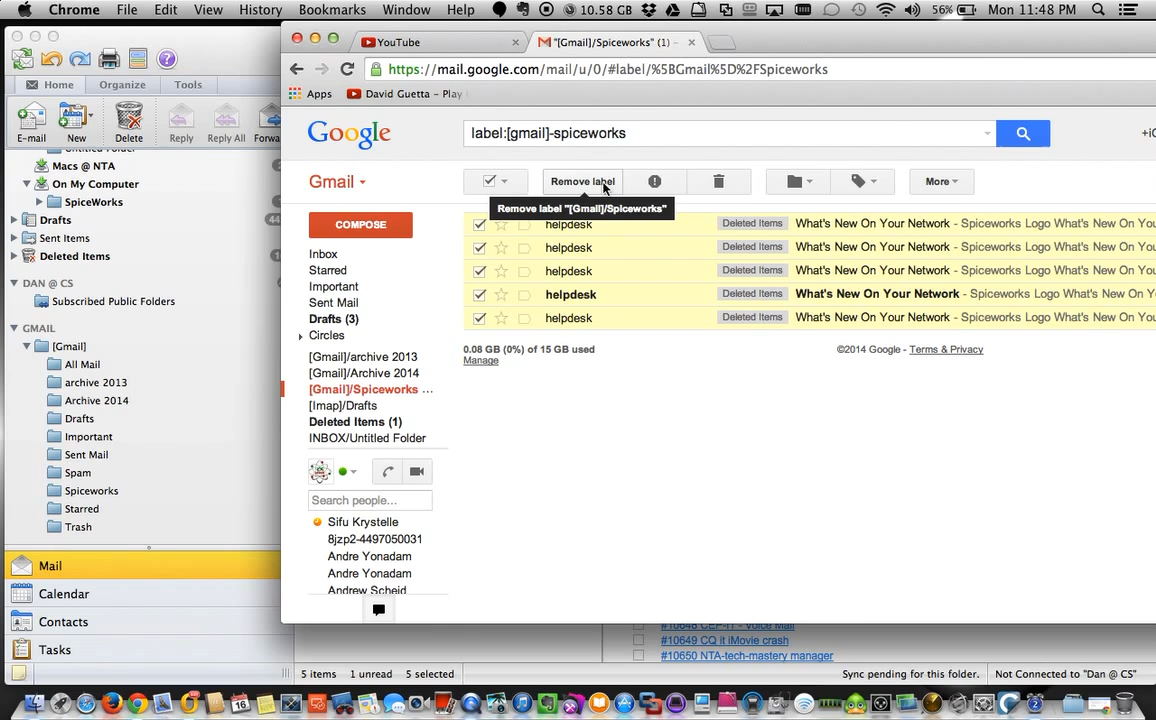 Chrome File Edit View History Bookmarks Window Help 10.58 GB 56% Mon 11:48 PM
YouTube
"[Gmail]/Spiceworks" (1) –
https://mail.google.com/mail/u/0/#label/%5BGmail%5D%2FSpiceworks
Apps David Guetta - Play
Home Organize Tools
E-mail New Delete Reply Reply All Forwa
Untitled Folder
Macs @ NTA
On My Computer
SpiceWorks
Drafts 44
Sent Items
Deleted Items
DAN @ CS
Subscribed Public Folders
GMAIL
[Gmail]
All Mail
archive 2013
Archive 2014
Drafts
Important
Sent Mail
Spam
Spiceworks
Starred
Trash
Mail
Calendar
Contacts
Tasks
Google
label:[gmail]-spiceworks
+iC
Gmail
Remove label
More
Remove label "[Gmail]/Spiceworks"
COMPOSE
Inbox
Starred
Important
Sent Mail
Drafts (3)
Circles
[Gmail]/archive 2013
[Gmail]/Archive 2014
[Gmail]/Spiceworks ...
[Imap]/Drafts
Deleted Items (1)
INBOX/Untitled Folder
Search people...
Sifu Krystelle
8jzp2-4497050031
Andre Yonadam
Andre Yonadam
Andrew Scheid
helpdesk Deleted Items What's New On Your Network - Spiceworks Logo What's New On You
helpdesk Deleted Items What's New On Your Network - Spiceworks Logo What's New On You
helpdesk Deleted Items What's New On Your Network - Spiceworks Logo What's New On You
helpdesk Deleted Items What's New On Your Network - Spiceworks Logo What's New On Yo
helpdesk Deleted Items What's New On Your Network - Spiceworks Logo What's New On You
0.08 GB (0%) of 15 GB used
Manage
©2014 Google - Terms & Privacy
#10648 CEP-IT - Voice Mail
#10649 CQ it iMovie crash
#10650 NTA-tech-mastery manager
5 items 1 unread 5 selected
Sync pending for this folder. Not Connected to "Dan @ CS"
16